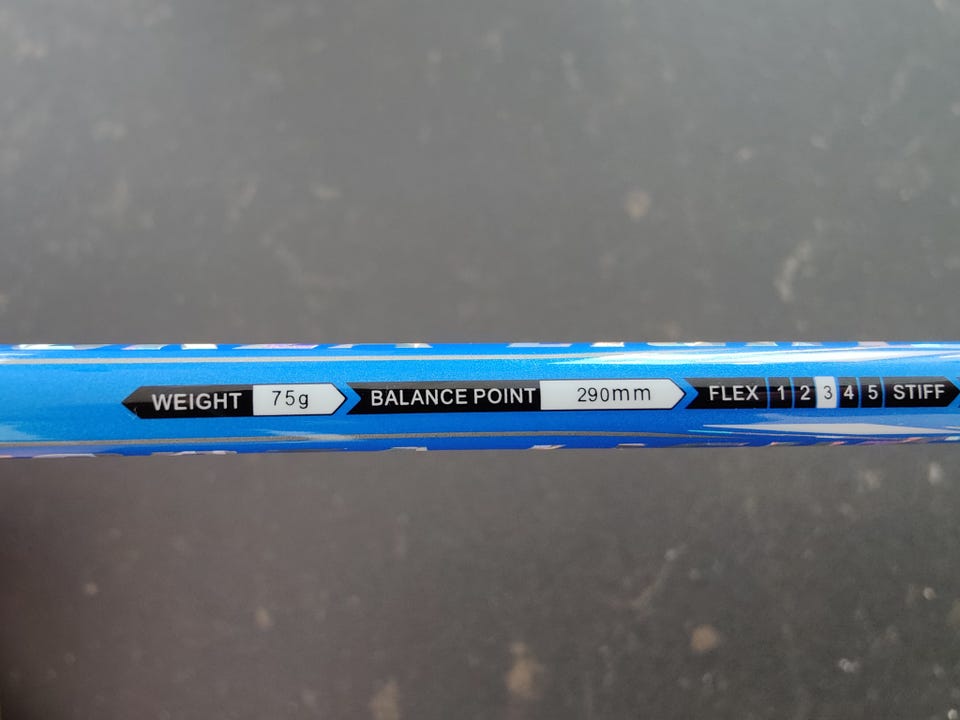 WEIGHT 75g BALANCE POINT 290mm FLEX 1 2 3 4 5 STIFF